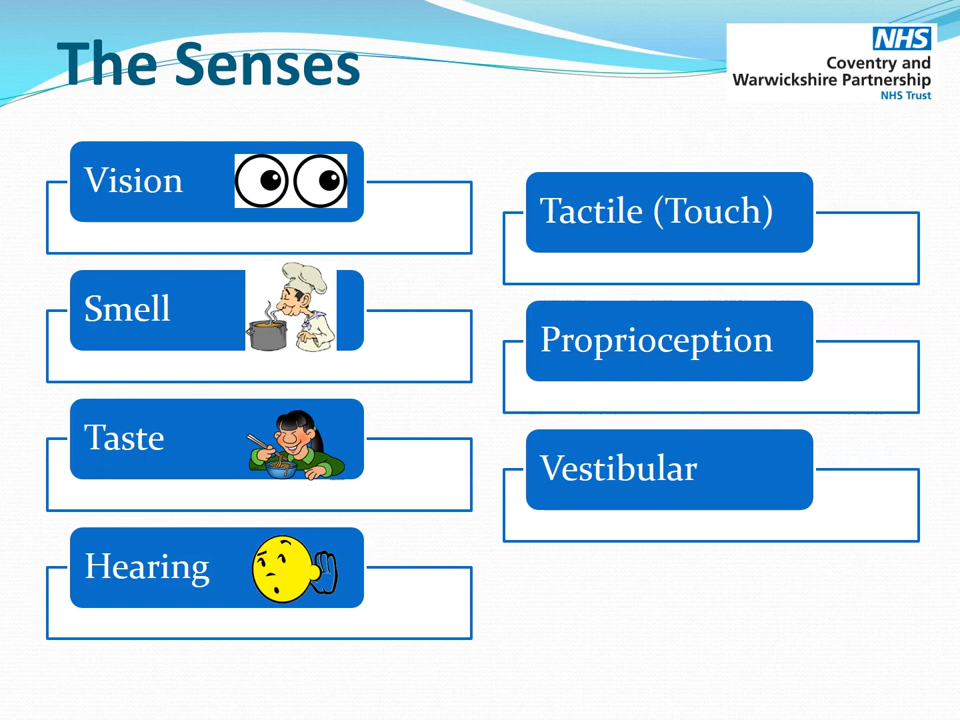 The Senses
NHS
Coventry and
Warwickshire Partnership
NHS Trust
Vision
Smell
Taste
Hearing
Tactile (Touch)
Proprioception
Vestibular